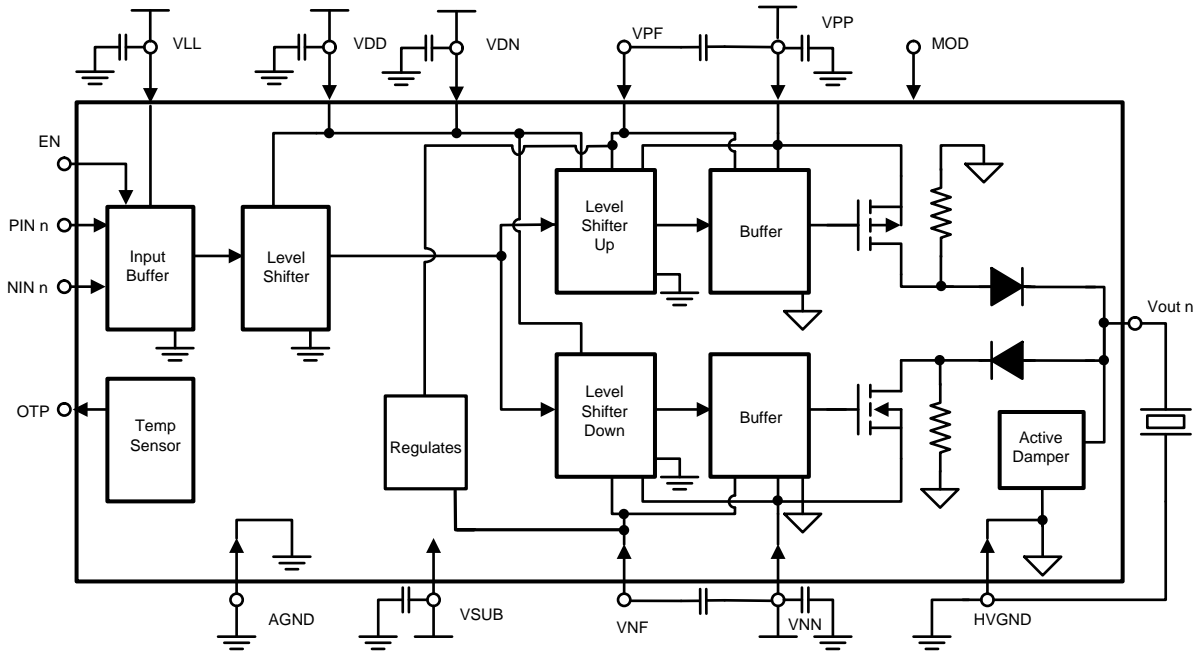 VLL
VDD
VDN
VPF
VPP
MOD
EN
PIN n
NIN n
OTP
Input
Buffer
Level
Shifter
Level
Shifter
Up
Buffer
Vout n
Temp
Sensor
Regulates
Level
Shifter
Down
Buffer
Active
Damper
AGND
VSUB
VNF
VNN
HVGND